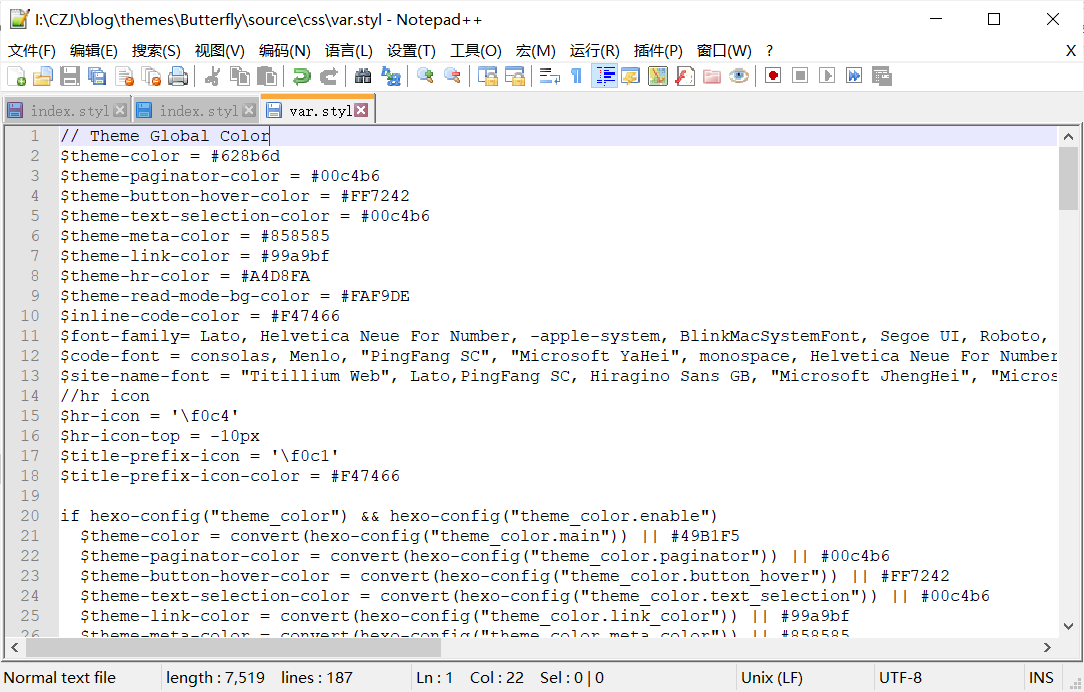 I:\CZJ\blog\themes\Butterfly\source\css\var.styl - Notepad++
文件(F) 编辑(E) 搜索(S) 视图(V) 编码(N) 语言(L) 设置(T) 工具(O) 宏(M) 运行(R) 插件(P) 窗口(W) ? X
index.styl index.styl var.styl
1 // Theme Global Color
2 $theme-color = #628b6d
3 $theme-paginator-color = #00c4b6
4 $theme-button-hover-color = #FF7242
5 $theme-text-selection-color = #00c4b6
6 $theme-meta-color = #858585
7 $theme-link-color = #99a9bf
8 $theme-hr-color = #A4D8FA
9 $theme-read-mode-bg-color = #FAF9DE
10 $inline-code-color = #F47466
11 $font-family= Lato, Helvetica Neue For Number, -apple-system, BlinkMacSystemFont, Segoe UI, Roboto,
12 $code-font = consolas, Menlo, "PingFang SC", "Microsoft YaHei", monospace, Helvetica Neue For Number
13 $site-name-font = "Titillium Web", Lato,PingFang SC, Hiragino Sans GB, "Microsoft JhengHei", "Micros
14 //hr icon
15 $hr-icon = '\f0c4'
16 $hr-icon-top = -10px
17 $title-prefix-icon = '\f0c1'
18 $title-prefix-icon-color = #F47466
19
20 if hexo-config("theme_color") && hexo-config("theme_color.enable")
21 $theme-color = convert(hexo-config("theme_color.main")) || #49B1F5
22 $theme-paginator-color = convert(hexo-config("theme_color.paginator")) || #00c4b6
23 $theme-button-hover-color = convert(hexo-config("theme_color.button_hover")) || #FF7242
24 $theme-text-selection-color = convert(hexo-config("theme_color.text_selection")) || #00c4b6
25 $theme-link-color = convert(hexo-config("theme_color.link_color")) || #99a9bf
26 $theme-meta-color = convert(hexo-config("theme_color.meta_color")) || #858585
Normal text file length : 7,519 lines : 187 Ln : 1 Col : 22 Sel : 0 | 0 Unix (LF) UTF-8 INS